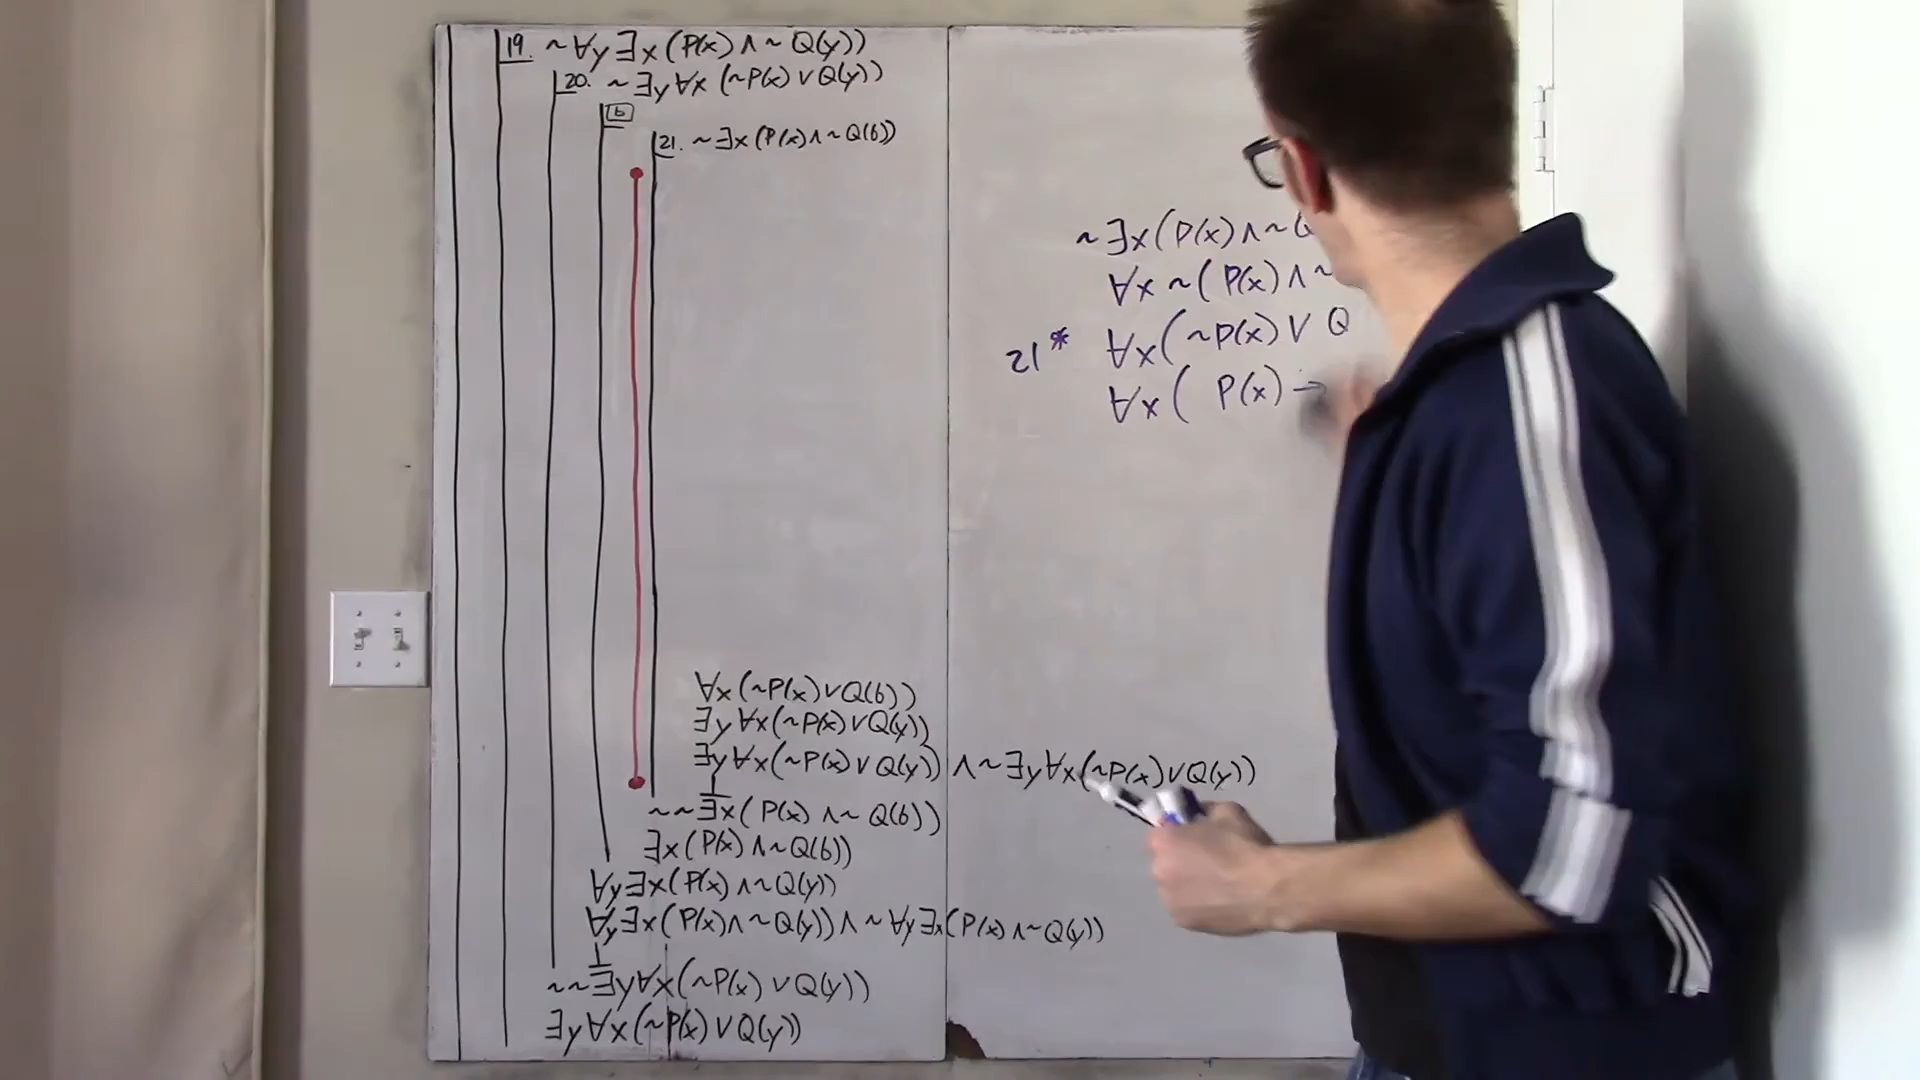 19. ~∀y∃x(P(x)∧~Q(y))
20. ~∃y∀x(~P(x)∨Q(y))
b
21. ~∃x(P(x)∧~Q(b))
~∃x(P(x)∧~Q
∀x~(P(x)∧~
21* ∀x(~P(x)∨Q
∀x( P(x)→
∀x(~P(x)∨Q(b))
∃y∀x(~P(x)∨Q(y))
∃y∀x(~P(x)∨Q(y))∧~∃y∀x(~P(x)∨Q(y))
⊥
~~∃x(P(x)∧~Q(b))
∃x(P(x)∧~Q(b))
∀y∃x(P(x)∧~Q(y))
∀y∃x(P(x)∧~Q(y))∧~∀y∃x(P(x)∧~Q(y))
⊥
~~∃y∀x(~P(x)∨Q(y))
∃y∀x(~P(x)∨Q(y))